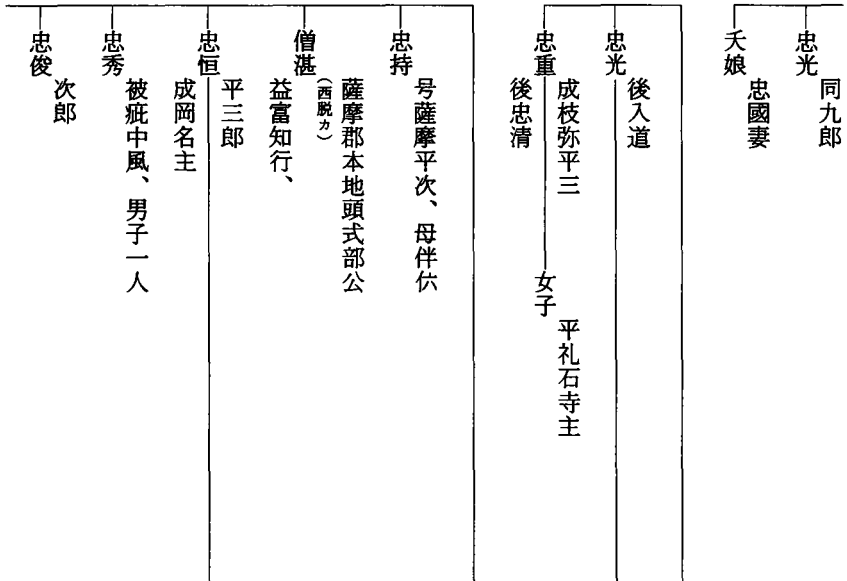 忠光
同九郎
夭娘
忠國妻
忠光
後入道
忠重
成枝弥平三
後忠清
女子
平礼石寺主
忠持
号薩摩平次、母伴伝
僧湛
(西脱カ)
薩摩郡本地頭式部公
益富知行、
忠恒
平三郎
成岡名主
忠秀
被疵中風、男子一人
忠俊
次郎